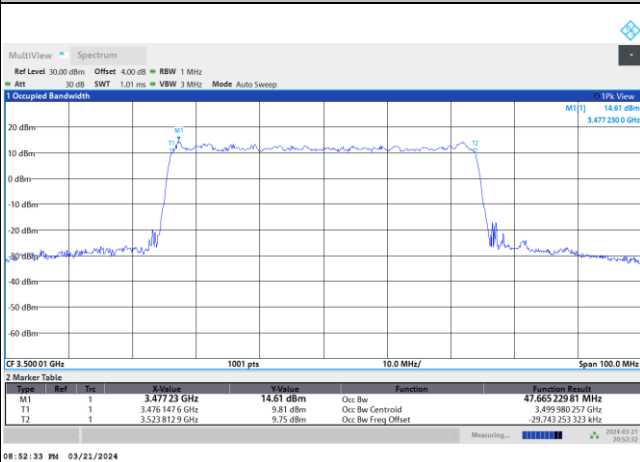 MultiView Spectrum
Ref Level 30.00 dBm Offset 4.00 dB RBW 1 MHz
Att 30 dB SWT 1.01 ms VBW 3 MHz Mode Auto Sweep
1 Occupied Bandwidth 1Pk View
M1[1] 14.61 dBm
3.477 230 0 GHz
M1
20 dBm
T1 T2
10 dBm
0 dBm
-10 dBm
-20 dBm
-30 dBm
-40 dBm
-50 dBm
-60 dBm
CF 3.500 01 GHz 1001 pts 10.0 MHz/ Span 100.0 MHz
2 Marker Table
Type Ref Trc X-Value Y-Value Function Function Result
M1 1 3.477 23 GHz 14.61 dBm Occ Bw 47.665 229 81 MHz
T1 1 3.476 147 6 GHz 9.81 dBm Occ Bw Centroid 3.499 980 257 GHz
T2 1 3.523 812 9 GHz 9.75 dBm Occ Bw Freq Offset -29.743 253 323 kHz
Measuring... 2024-03-21
20:52:32
08:52:33 PM 03/21/2024